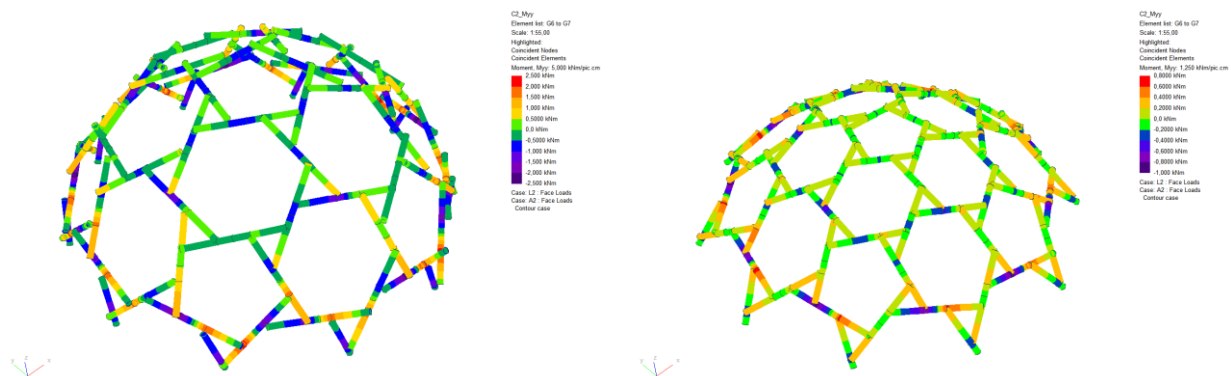 C2_Myy
Element list: G6 to G7
Scale: 1:55,00
Highlighted:
Coincident Nodes
Coincident Elements
Moment, Myy: 5,000 kNm/pic.cm
2,500 kNm
2,000 kNm
1,500 kNm
1,000 kNm
0,5000 kNm
0,0 kNm
-0,5000 kNm
-1,000 kNm
-1,500 kNm
-2,000 kNm
-2,500 kNm
Case: L2 : Face Loads
Case: A2 : Face Loads
Contour case
y z x
C2_Myy
Element list: G6 to G7
Scale: 1:55,00
Highlighted:
Coincident Nodes
Coincident Elements
Moment, Myy: 1,250 kNm/pic.cm
0,8000 kNm
0,6000 kNm
0,4000 kNm
0,2000 kNm
0,0 kNm
-0,2000 kNm
-0,4000 kNm
-0,6000 kNm
-0,8000 kNm
-1,000 kNm
Case: L2 : Face Loads
Case: A2 : Face Loads
Contour case
y z x